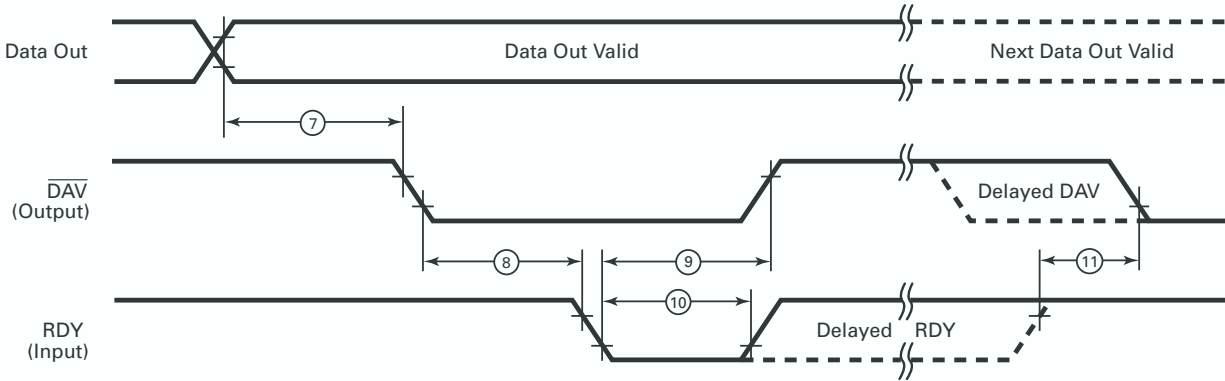 Data Out
Data Out Valid
Next Data Out Valid
7
DAV
(Output)
Delayed DAV
8
9
11
10
RDY
(Input)
Delayed RDY